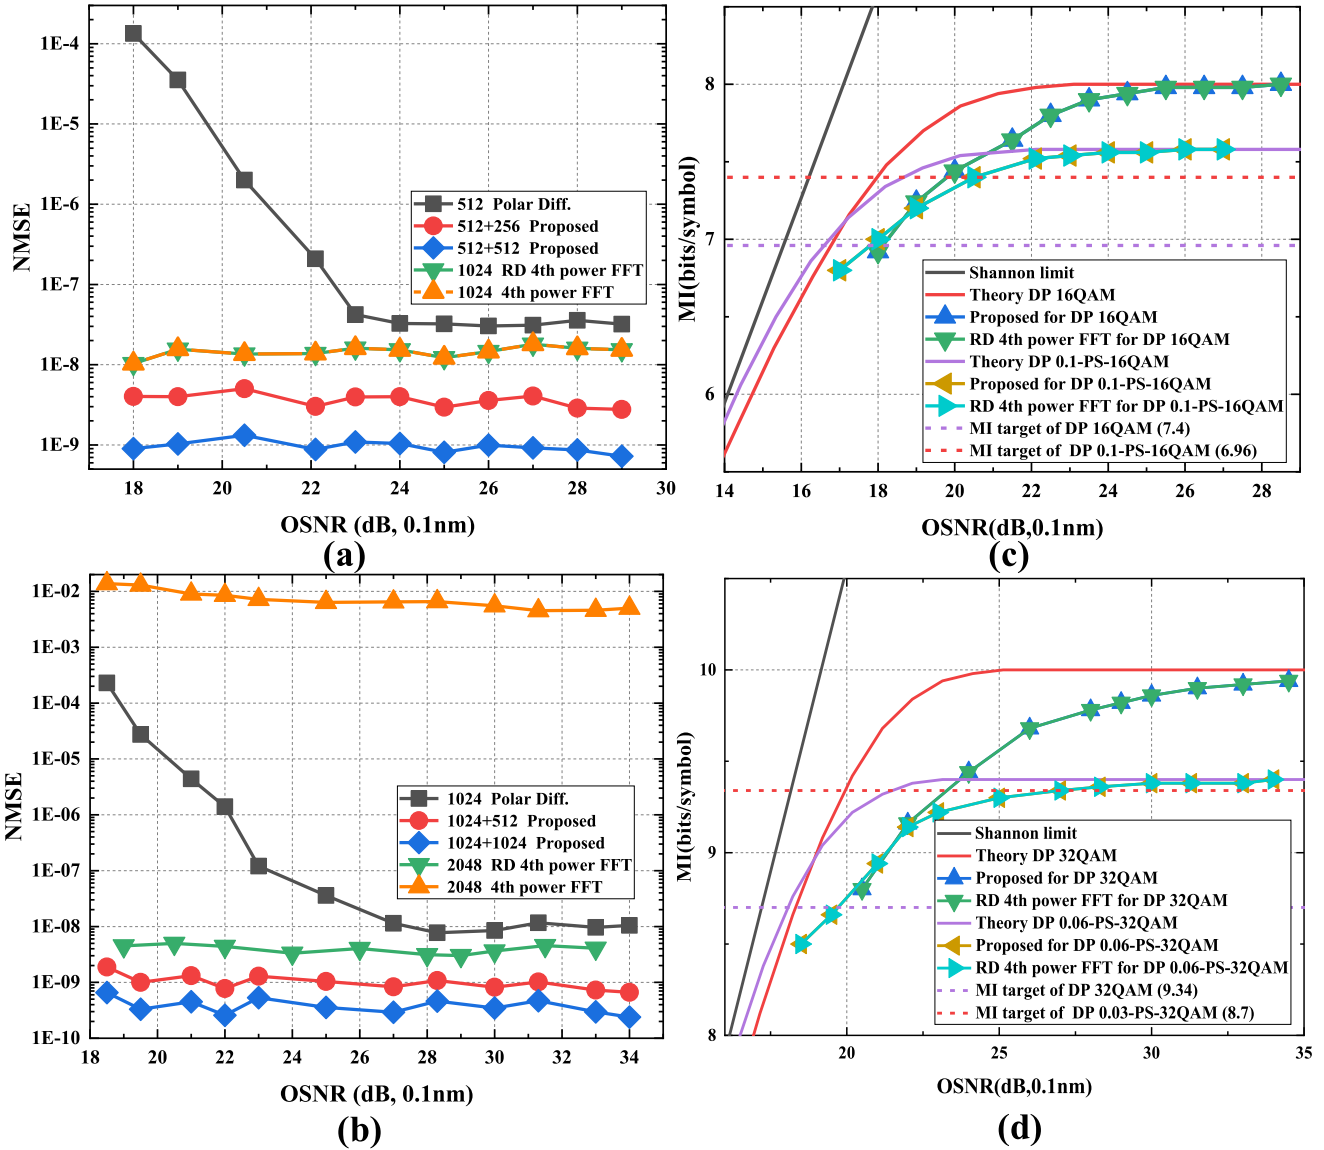 1E-4
1E-5
1E-6
1E-7
1E-8
1E-9
NMSE
512 Polar Diff.
512+256 Proposed
512+512 Proposed
1024 RD 4th power FFT
1024 4th power FFT
18 20 22 24 26 28 30
OSNR (dB, 0.1nm)
(a)
8
7
6
MI(bits/symbol)
Shannon limit
Theory DP 16QAM
Proposed for DP 16QAM
RD 4th power FFT for DP 16QAM
Theory DP 0.1-PS-16QAM
Proposed for DP 0.1-PS-16QAM
RD 4th power FFT for DP 0.1-PS-16QAM
MI target of DP 16QAM (7.4)
MI target of DP 0.1-PS-16QAM (6.96)
14 16 18 20 22 24 26 28
OSNR(dB,0.1nm)
(c)
1E-02
1E-03
1E-04
1E-05
1E-06
1E-07
1E-08
1E-09
1E-10
NMSE
1024 Polar Diff.
1024+512 Proposed
1024+1024 Proposed
2048 RD 4th power FFT
2048 4th power FFT
18 20 22 24 26 28 30 32 34
OSNR (dB, 0.1nm)
(b)
10
9
8
MI(bits/symbol)
Shannon limit
Theory DP 32QAM
Proposed for DP 32QAM
RD 4th power FFT for DP 32QAM
Theory DP 0.06-PS-32QAM
Proposed for DP 0.06-PS-32QAM
RD 4th power FFT for DP 0.06-PS-32QAM
MI target of DP 32QAM (9.34)
MI target of DP 0.03-PS-32QAM (8.7)
20 25 30 35
OSNR(dB,0.1nm)
(d)